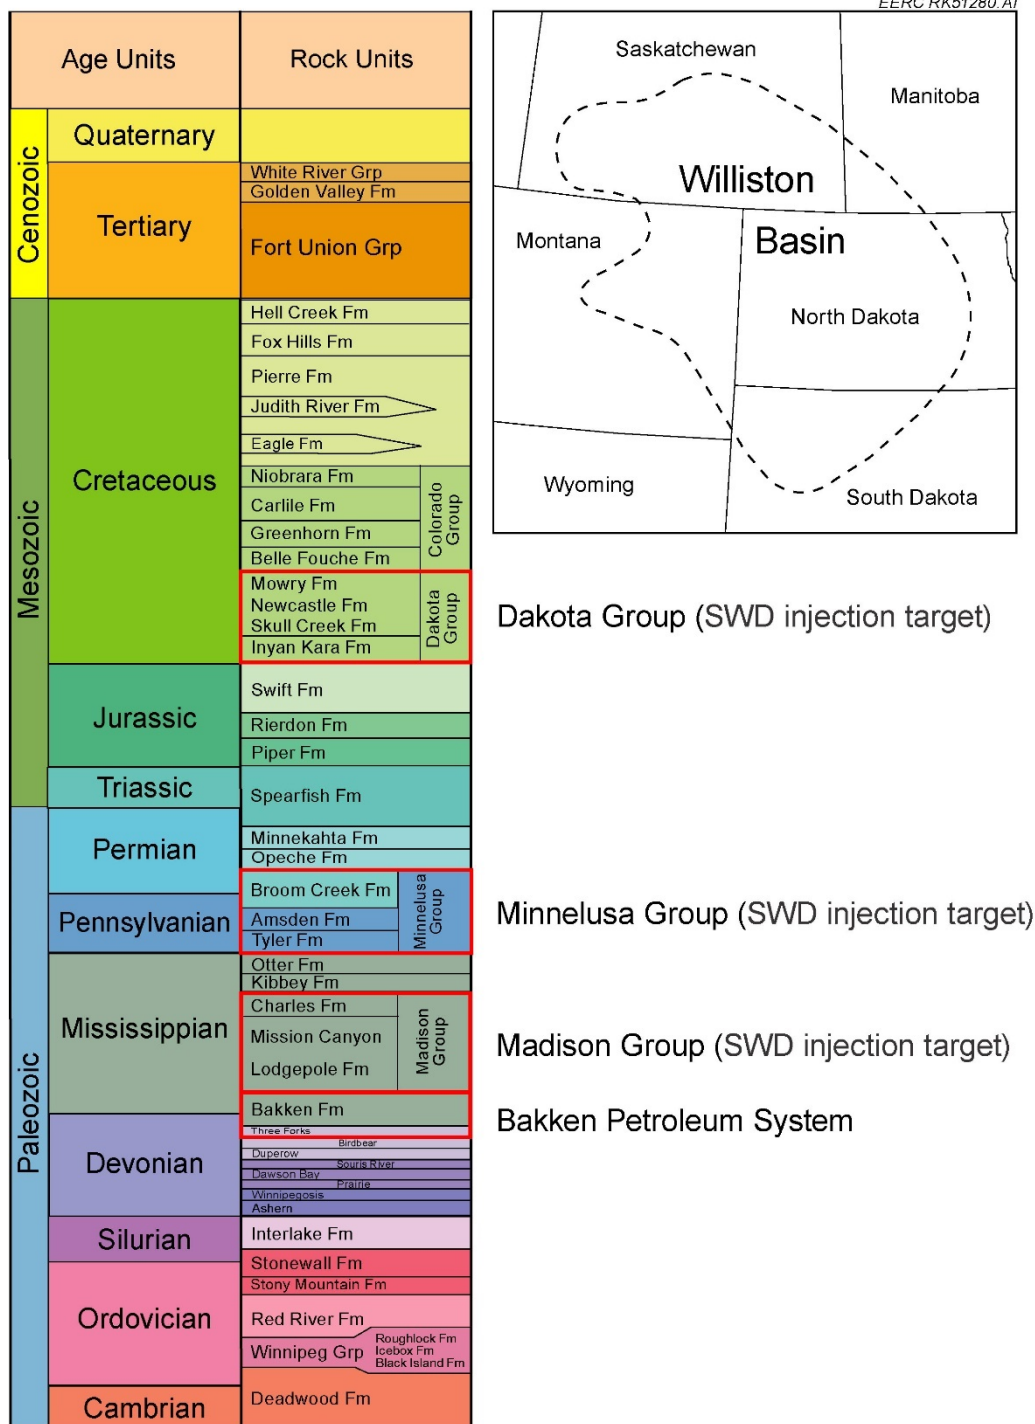 EERC RK51280.AI
Age Units
Rock Units
Cenozoic
Quaternary
Tertiary
White River Grp
Golden Valley Fm
Fort Union Grp
Mesozoic
Cretaceous
Hell Creek Fm
Fox Hills Fm
Pierre Fm
Judith River Fm
Eagle Fm
Niobrara Fm
Carlile Fm
Greenhorn Fm
Belle Fouche Fm
Colorado
Group
Mowry Fm
Newcastle Fm
Skull Creek Fm
Inyan Kara Fm
Dakota
Group
Jurassic
Swift Fm
Rierdon Fm
Piper Fm
Triassic
Spearfish Fm
Paleozoic
Permian
Minnekahta Fm
Opeche Fm
Broom Creek Fm
Pennsylvanian
Amsden Fm
Tyler Fm
Minnelusa
Group
Mississippian
Otter Fm
Kibbey Fm
Charles Fm
Mission Canyon
Lodgepole Fm
Madison
Group
Bakken Fm
Devonian
Three Forks
Birdbear
Duperow
Souris River
Dawson Bay
Prairie
Winnipegosis
Ashern
Silurian
Interlake Fm
Ordovician
Stonewall Fm
Stony Mountain Fm
Red River Fm
Winnipeg Grp
Roughlock Fm
Icebox Fm
Black Island Fm
Cambrian
Deadwood Fm
Saskatchewan
Manitoba
Williston
Basin
Montana
North Dakota
Wyoming
South Dakota
Dakota Group (SWD injection target)
Minnelusa Group (SWD injection target)
Madison Group (SWD injection target)
Bakken Petroleum System